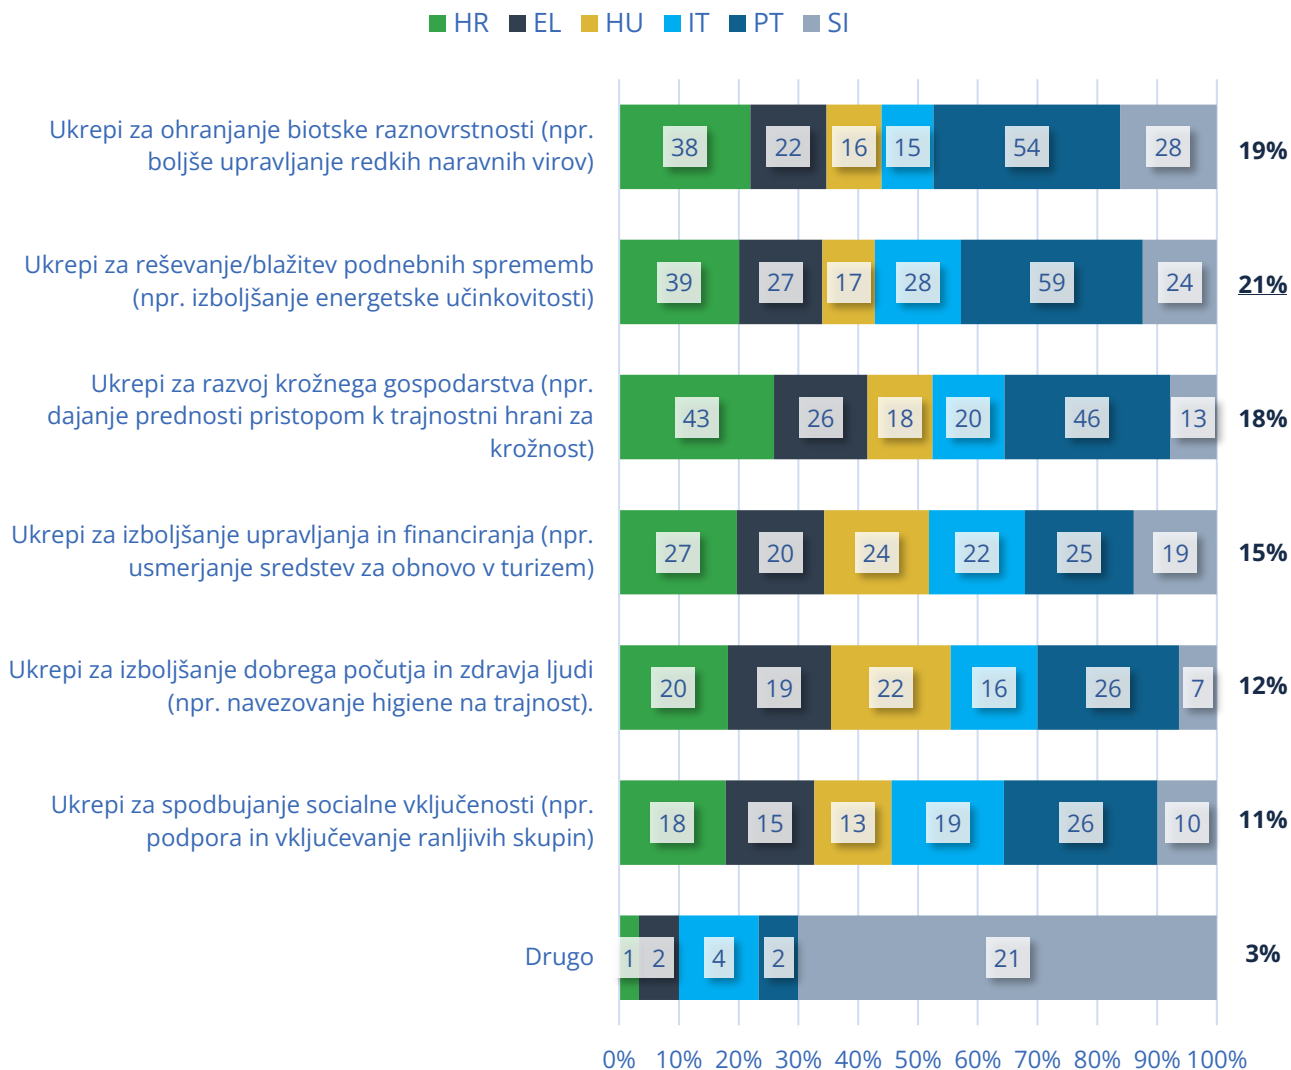 HR EL HU IT PT SI
Ukrepi za ohranjanje biotske raznovrstnosti (npr.
boljše upravljanje redkih naravnih virov)
38 22 16 15 54 28 19%
Ukrepi za reševanje/blažitev podnebnih sprememb
(npr. izboljšanje energetske učinkovitosti)
39 27 17 28 59 24 21%
Ukrepi za razvoj krožnega gospodarstva (npr.
dajanje prednosti pristopom k trajnostni hrani za
krožnost)
43 26 18 20 46 13 18%
Ukrepi za izboljšanje upravljanja in financiranja (npr.
usmerjanje sredstev za obnovo v turizem)
27 20 24 22 25 19 15%
Ukrepi za izboljšanje dobrega počutja in zdravja ljudi
(npr. navezovanje higiene na trajnost).
20 19 22 16 26 7 12%
Ukrepi za spodbujanje socialne vključenosti (npr.
podpora in vključevanje ranljivih skupin)
18 15 13 19 26 10 11%
Drugo 1 2 4 2 21 3%
0% 10% 20% 30% 40% 50% 60% 70% 80% 90% 100%